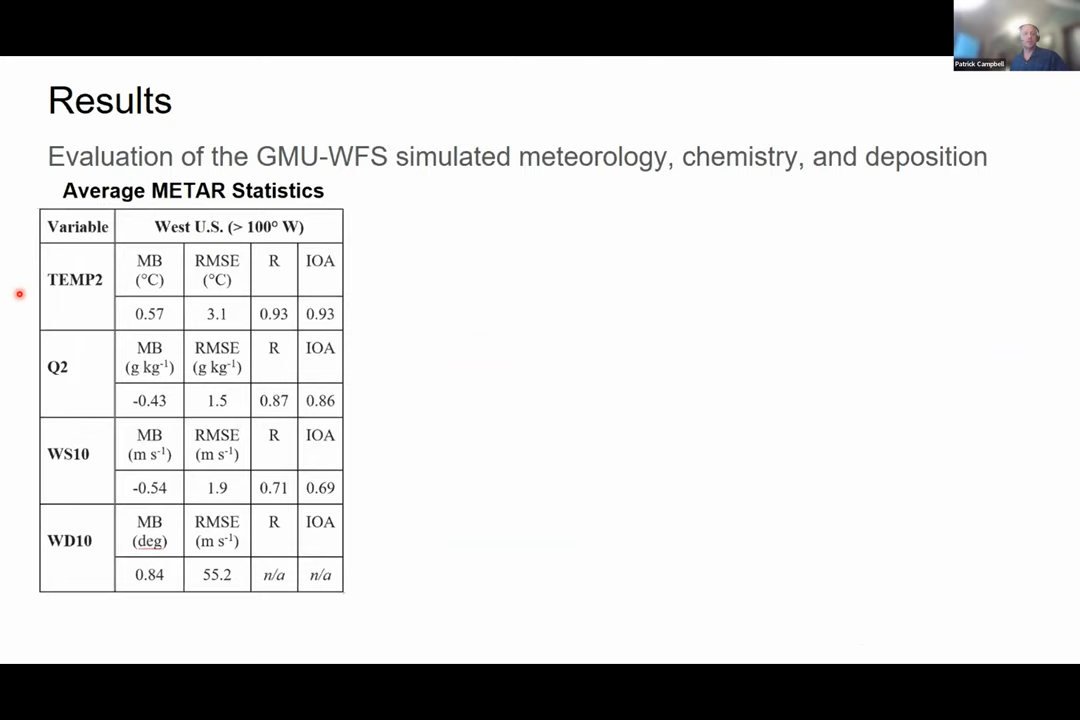 Patrick Campbell
Results
Evaluation of the GMU-WFS simulated meteorology, chemistry, and deposition
Average METAR Statistics
Variable West U.S. (> 100° W)
TEMP2 MB (°C) RMSE (°C) R IOA
0.57 3.1 0.93 0.93
Q2 MB (g kg⁻¹) RMSE (g kg⁻¹) R IOA
-0.43 1.5 0.87 0.86
WS10 MB (m s⁻¹) RMSE (m s⁻¹) R IOA
-0.54 1.9 0.71 0.69
WD10 MB (deg) RMSE (m s⁻¹) R IOA
0.84 55.2 n/a n/a